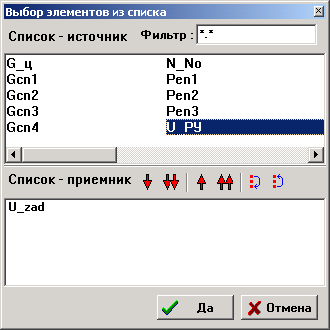 Выбор элементов из списка
Список - источник Фильтр : *.*
G_ц N_No
Gcn1 Pen1
Gcn2 Pen2
Gcn3 Pen3
Gcn4 U_РУ
Список - приемник
U_zad
Да Отмена